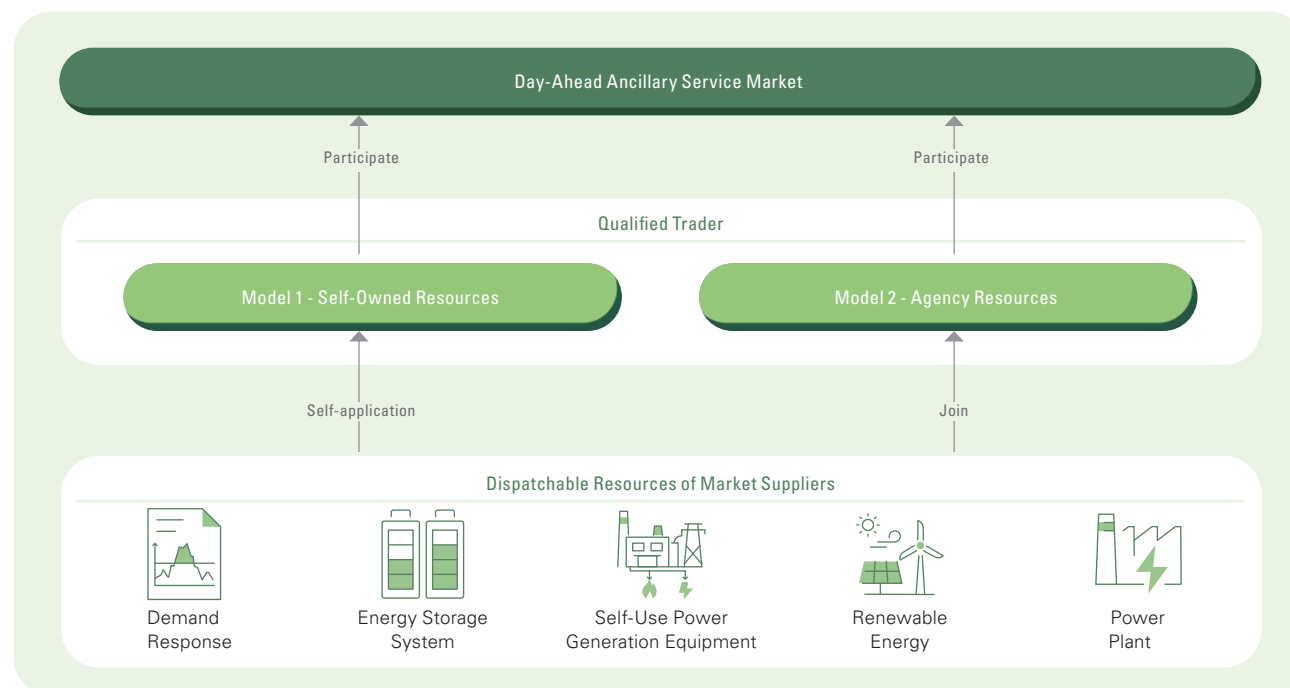 Day-Ahead Ancillary Service Market
Participate
Participate
Qualified Trader
Model 1 - Self-Owned Resources
Model 2 - Agency Resources
Self-application
Join
Dispatchable Resources of Market Suppliers
Demand
Response
Energy Storage
System
Self-Use Power
Generation Equipment
Renewable
Energy
Power
Plant